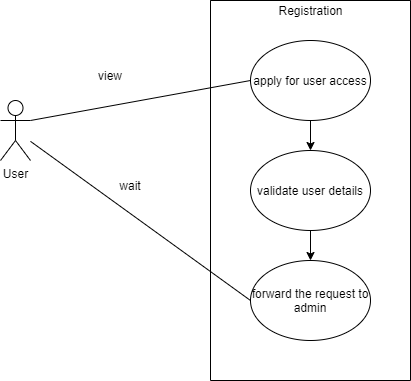 Registration
view
apply for user access
User
wait
validate user details
forward the request to
admin